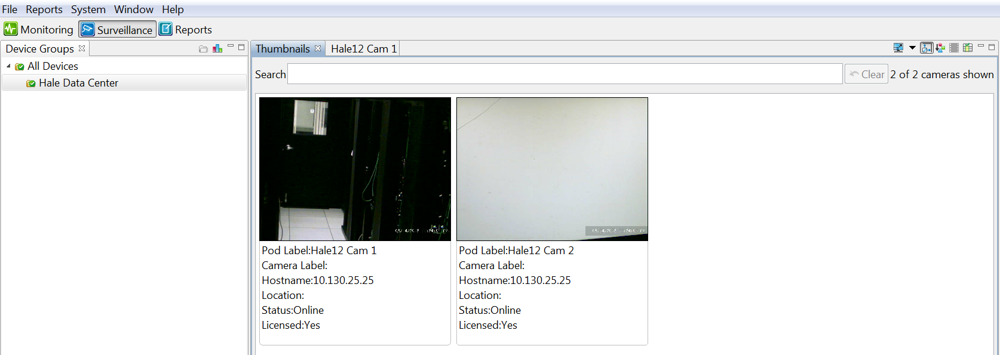 File Reports System Window Help
Monitoring Surveillance Reports
Device Groups
All Devices
Hale Data Center
Thumbnails Hale12 Cam 1
Search Clear 2 of 2 cameras shown
Pod Label:Hale12 Cam 1
Camera Label:
Hostname:10.130.25.25
Location:
Status:Online
Licensed:Yes
Pod Label:Hale12 Cam 2
Camera Label:
Hostname:10.130.25.25
Location:
Status:Online
Licensed:Yes